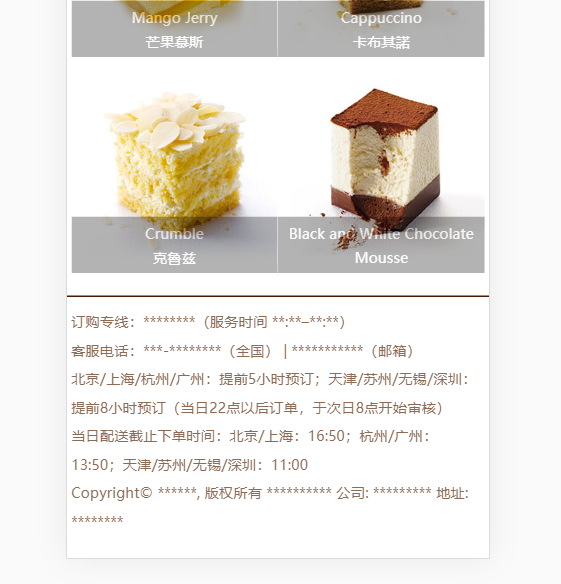 Mango Jerry
芒果慕斯
Cappuccino
卡布其諾
Crumble
克鲁兹
Black and White Chocolate
Mousse
订购专线：********（服务时间 **:**–**:**）
客服电话：***-********（全国） | ***********（邮箱）
北京/上海/杭州/广州：提前5小时预订；天津/苏州/无锡/深圳：
提前8小时预订（当日22点以后订单，于次日8点开始审核）
当日配送截止下单时间：北京/上海：16:50；杭州/广州：
13:50；天津/苏州/无锡/深圳：11:00
Copyright© ******, 版权所有 ********** 公司: ********* 地址:
********